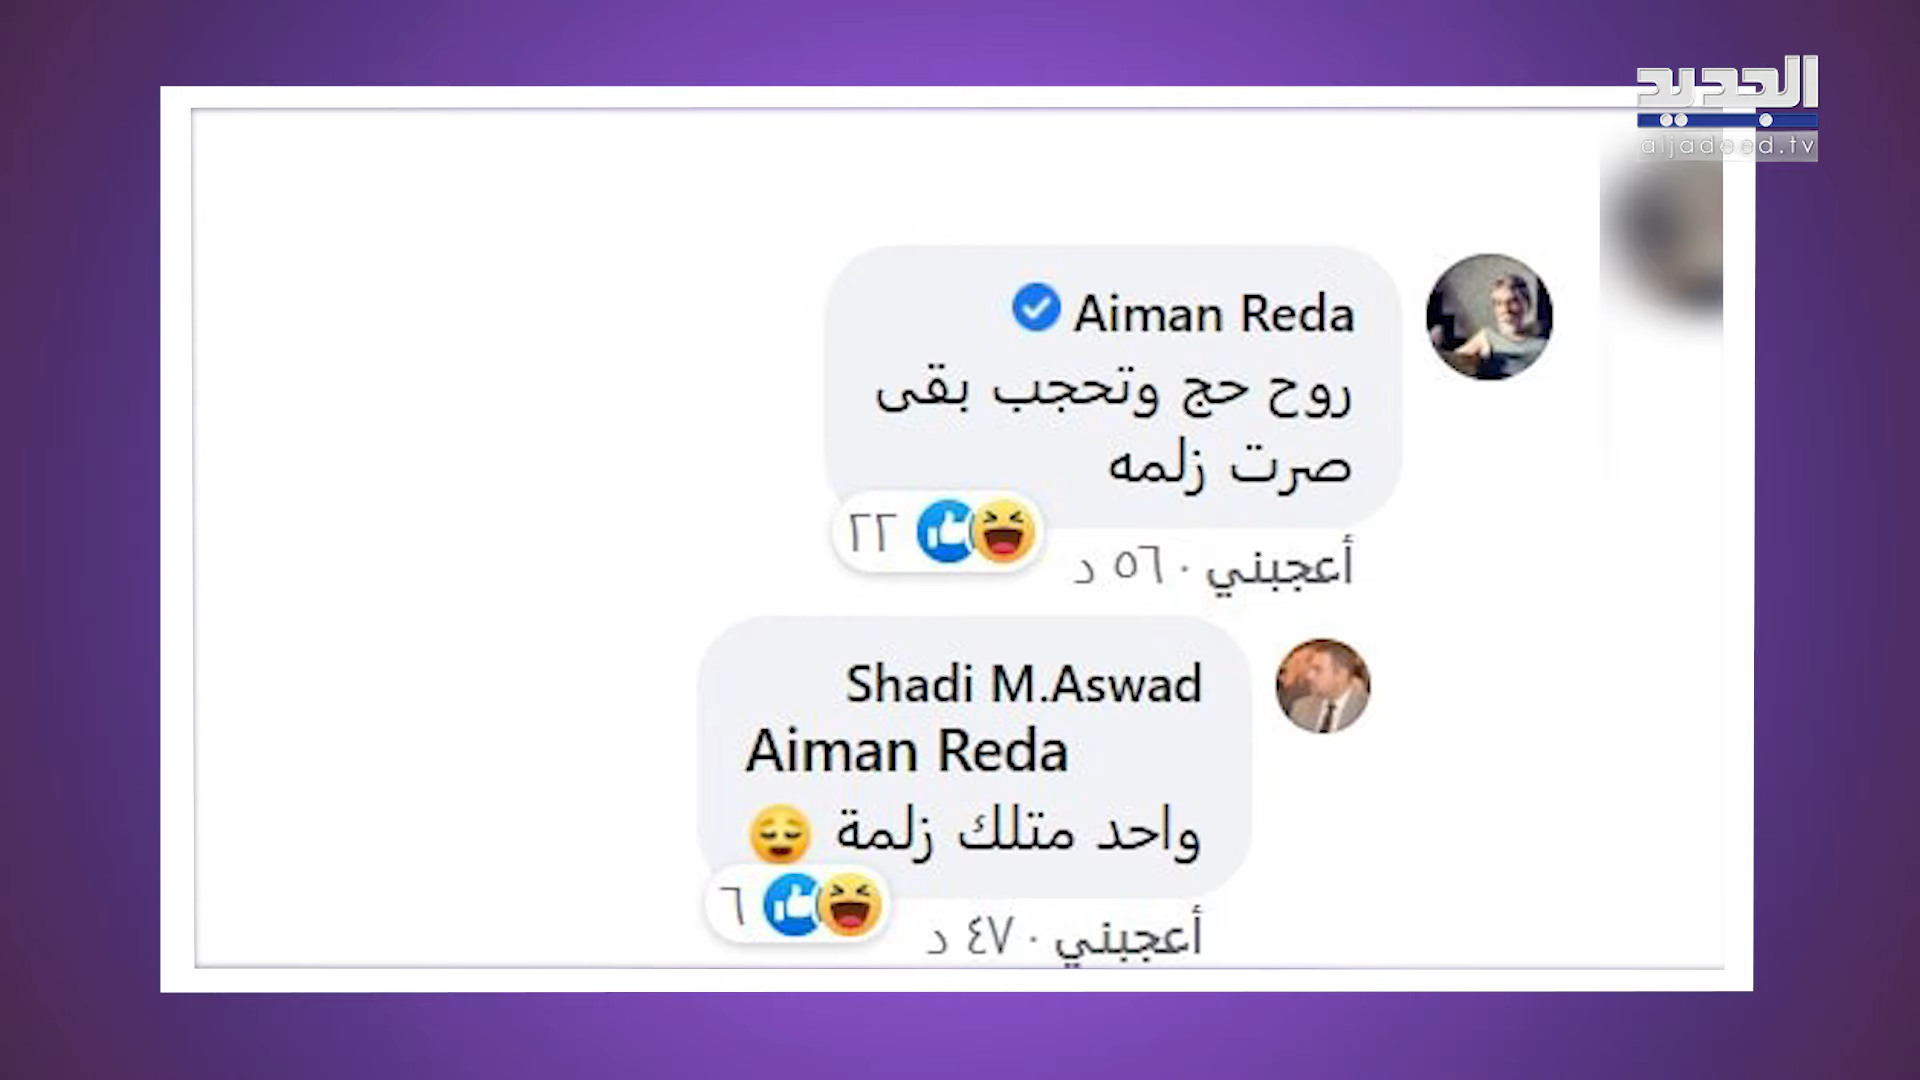 الجديد
aljadeed.tv
Aiman Reda
روح حج وتحجب بقى
صرت زلمه
٢٢
أعجبني · ٥٦ د
Shadi M.Aswad
Aiman Reda
واحد متلك زلمة 😌
٦
أعجبني · ٤٧ د